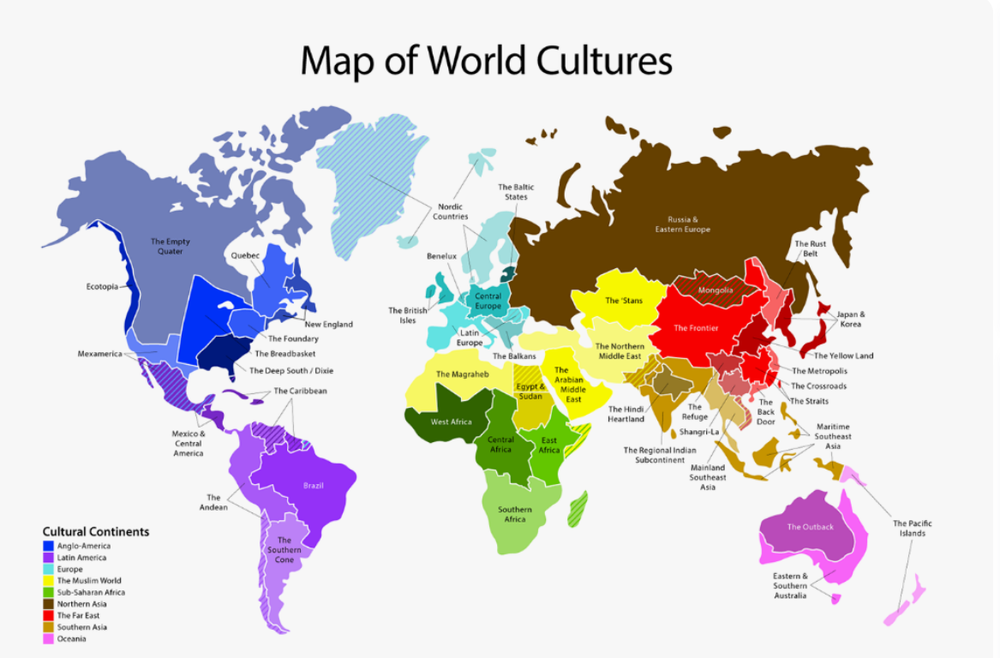 Map of World Cultures
The Baltic
States
Nordic
Countries
The Empty
Quater
Russia &
Eastern Europe
The Rust
Belt
Quebec
Benelux
Ecotopia
Central
Europe
Mongolia
The 'Stans
The British
Isles
Japan &
Korea
New England
The Frontier
Latin
Europe
The Foundary
Mexamerica
The Breadbasket
The Northern
Middle East
The Yellow Land
The Balkans
The Deep South / Dixie
The Magraheb
The
Arabian
Middle
East
The Metropolis
Egypt &
Sudan
The Crossroads
The Caribbean
The Straits
The Hindi
Heartland
The
Refuge
The
Back
Door
West Africa
Shangri-La
Maritime
Southeast
Asia
Mexico &
Central
America
Central
Africa
East
Africa
The Regional Indian
Subcontinent
Mainland
Southeast
Asia
Brazil
The
Andean
Southern
Africa
The Outback
The Pacific
Islands
The
Southern
Cone
Eastern &
Southern
Australia
Cultural Continents
Anglo-America
Latin America
Europe
The Muslim World
Sub-Saharan Africa
Northern Asia
The Far East
Southern Asia
Oceania